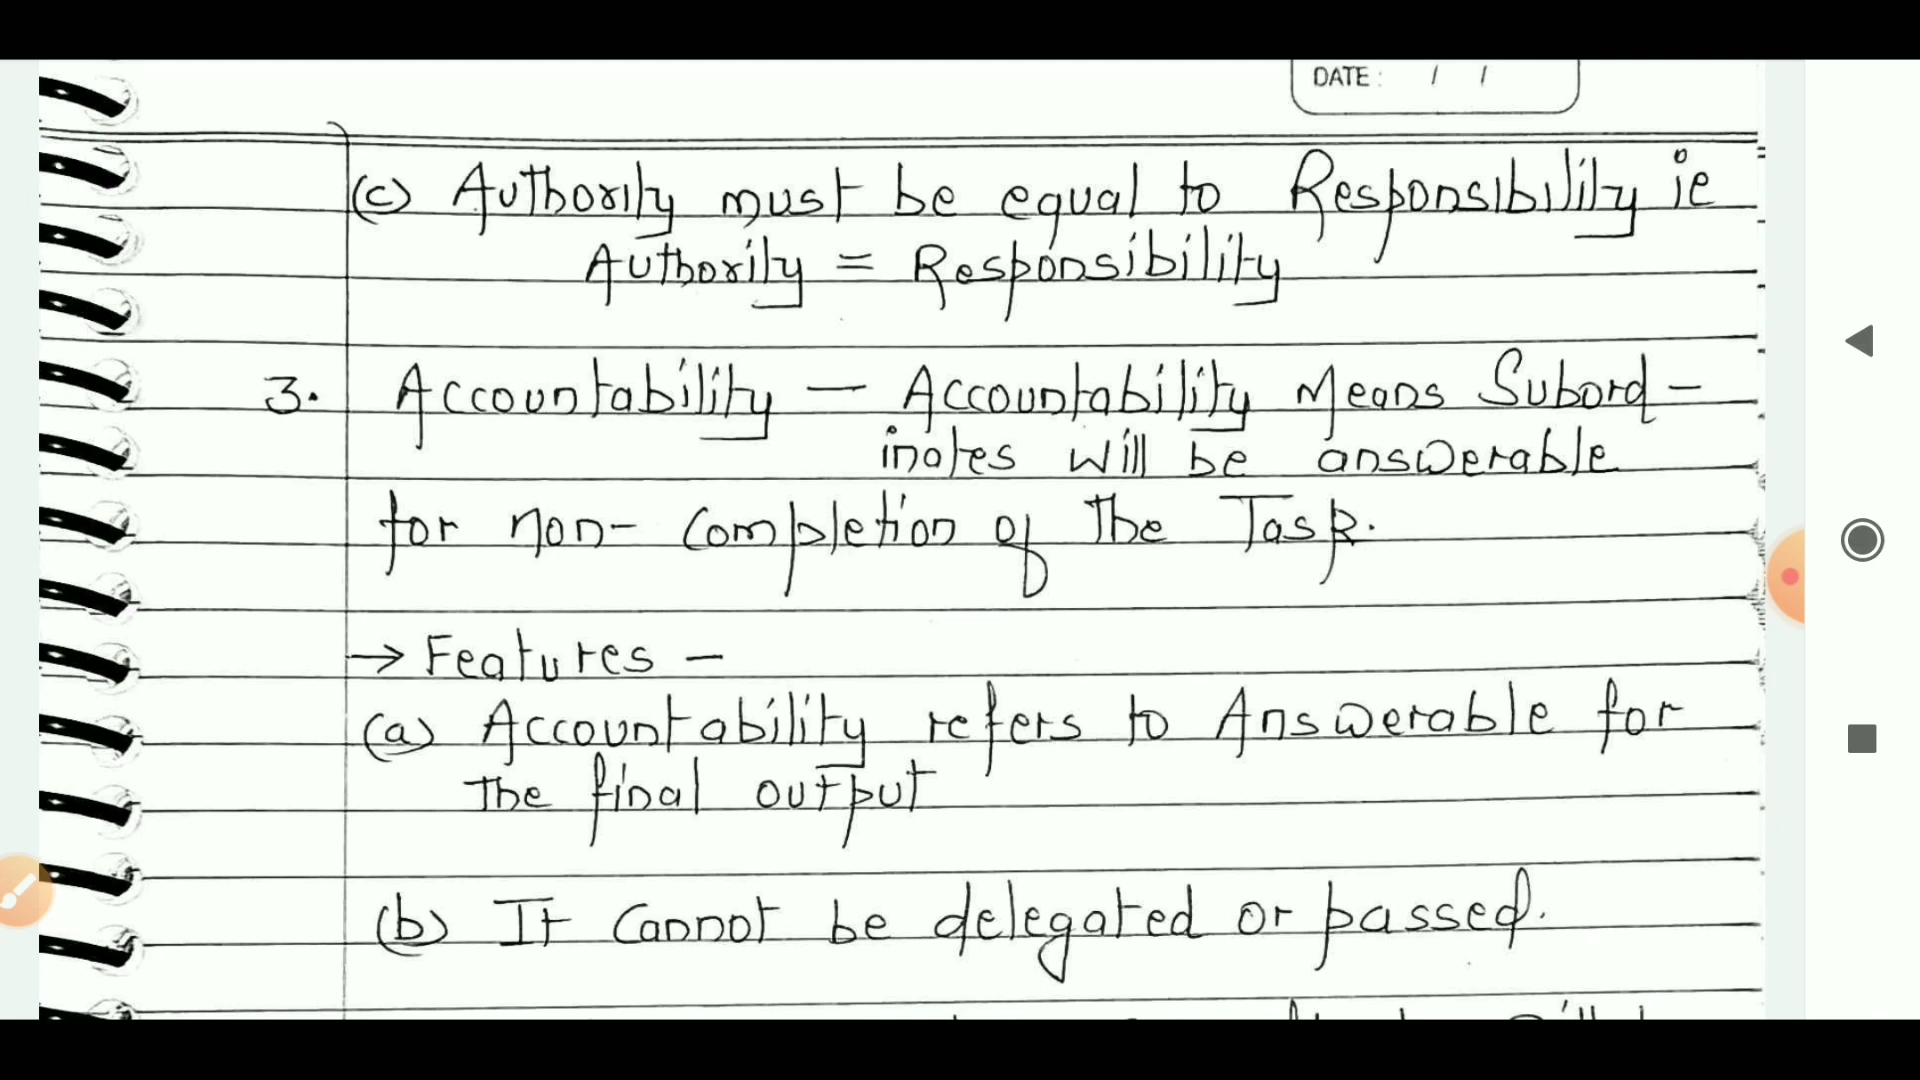 DATE : / /
(c) Authority must be equal to Responsibility ie
Authority = Responsibility
3. Accountability — Accountability Means Subord-
inates will be answerable
for non- completion of The Task.
→ Features —
(a) Accountability refers to Answerable for
The final output
(b) It cannot be delegated or passed.